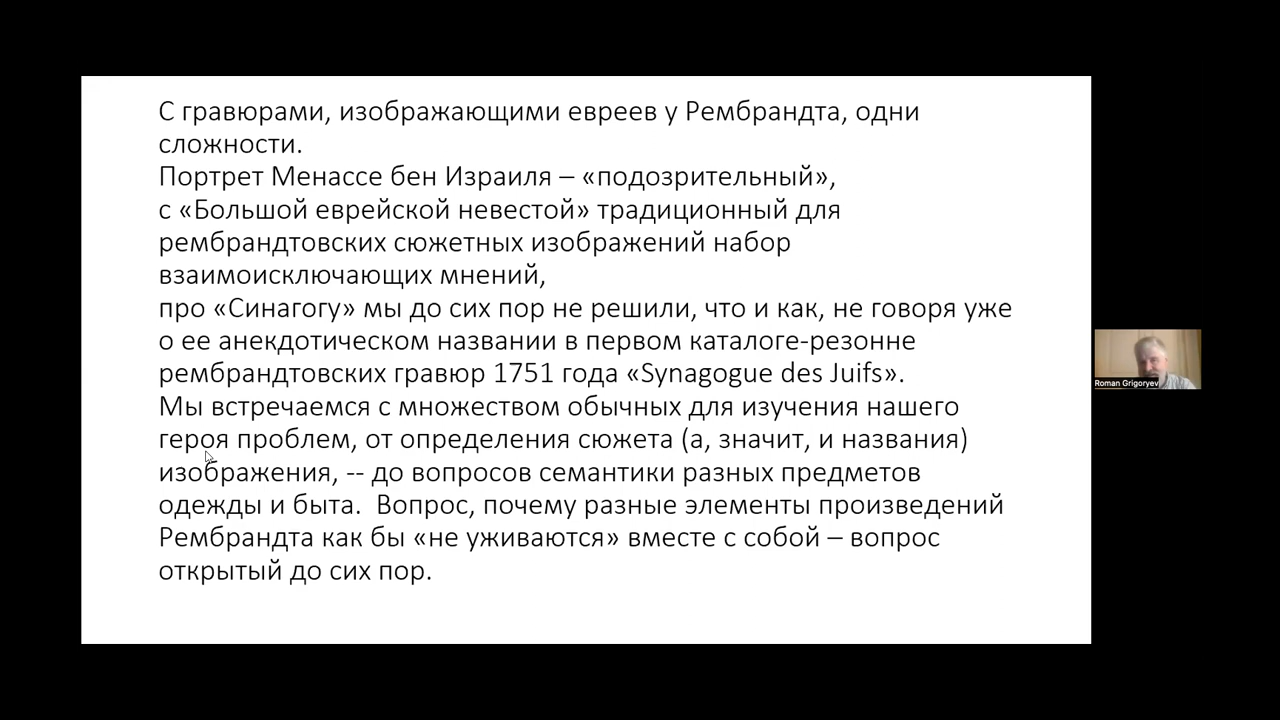 С гравюрами, изображающими евреев у Рембрандта, одни
сложности.
Портрет Менассе бен Израиля – «подозрительный»,
с «Большой еврейской невестой» традиционный для
рембрандтовских сюжетных изображений набор
взаимоисключающих мнений,
про «Синагогу» мы до сих пор не решили, что и как, не говоря уже
о ее анекдотическом названии в первом каталоге-резонне
рембрандтовских гравюр 1751 года «Synagogue des Juifs».
Мы встречаемся с множеством обычных для изучения нашего
героя проблем, от определения сюжета (а, значит, и названия)
изображения, -- до вопросов семантики разных предметов
одежды и быта.  Вопрос, почему разные элементы произведений
Рембрандта как бы «не уживаются» вместе с собой – вопрос
открытый до сих пор.
Roman Grigoryev